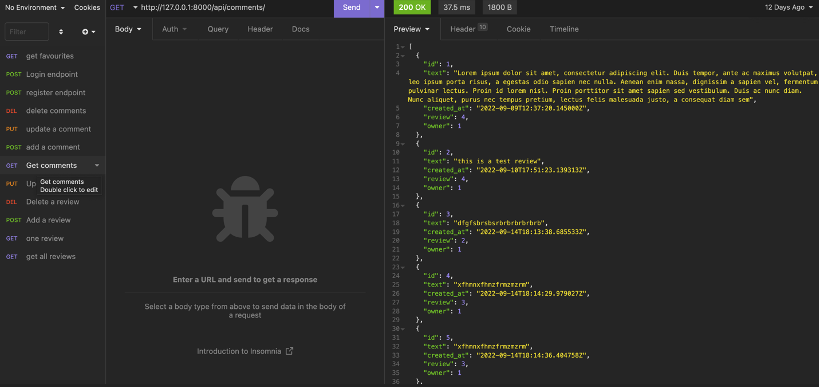 No Environment
Cookies
GET
http://127.0.0.1:8000/api/comments/
Send
200 OK
37.5 ms
1800 B
12 Days Ago
Filter
Body
Auth
Query
Header
Docs
Preview
Header 10
Cookie
Timeline
GET get favourites
POST Login endpoint
POST register endpoint
DEL delete comments
PUT update a comment
POST add a comment
GET Get comments
PUT Up
Get comments
Double click to edit
DEL Delete a review
POST Add a review
GET one review
GET get all reviews
Enter a URL and send to get a response
Select a body type from above to send data in the body of
a request
Introduction to Insomnia
1 [
2 {
3 "id": 1,
4 "text": "Lorem ipsum dolor sit amet, consectetur adipiscing elit. Duis tempor, ante ac maximus volutpat,
leo ipsum porta risus, a egestas odio sapien nec nulla. Aenean enim nassa, dignissim a sapien vel, fermentum
pulvinar lectus. Proin id lorem nisl. Proin porttitor sit amet sapien sed vestibulum. Duis ac nunc diam.
Nunc aliquet, purus nec tempus pretium, lectus felis malesuada justo, a consequat diam sem",
5 "created_at": "2022-09-09T12:37:20.145000Z",
6 "review": 4,
7 "owner": 1
8 },
9 {
10 "id": 2,
11 "text": "this is a test review",
12 "created_at": "2022-09-10T17:51:23.139313Z",
13 "review": 4,
14 "owner": 1
15 },
16 {
17 "id": 3,
18 "text": "dfgfsbrsbsrbrbrbrbrbrb",
19 "created_at": "2022-09-14T18:13:38.685533Z",
20 "review": 2,
21 "owner": 1
22 },
23 {
24 "id": 4,
25 "text": "xfhmnxfhmzfrmzmzrm",
26 "created_at": "2022-09-14T18:14:29.979027Z",
27 "review": 3,
28 "owner": 1
29 },
30 {
31 "id": 5,
32 "text": "xfhmnxfhmzfrmzmzrm",
33 "created_at": "2022-09-14T18:14:36.404758Z",
34 "review": 3,
35 "owner": 1
36 },